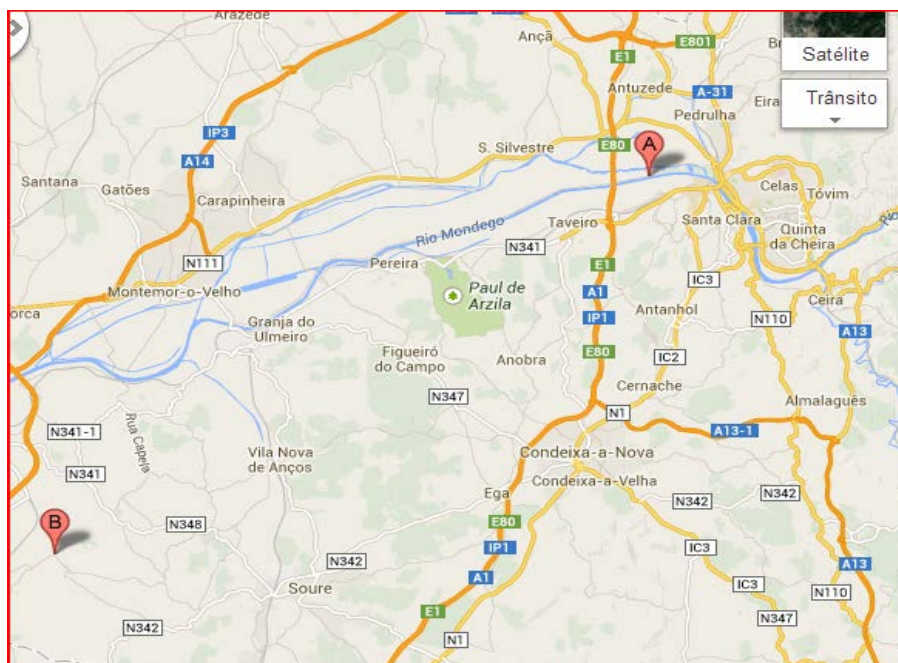 Arazede
Ançã
E801
E1
Satélite
Antuzede
A-31
Eira
Trânsito
Pedrulha
IP3
S. Silvestre
E80
A
A14
Santana
Gatões
Carapinheira
Celas
Tóvim
Rio Mondego
Taveiro
Santa Clara
Quinta
da Cheira
N341
N111
Pereira
E1
IC3
Paul de
Arzila
Montemor-o-Velho
A1
Ceira
orca
Antanhol
IP1
N110
A13
Granja do
Ulmeiro
Figueiró
do Campo
Anobra
E80
IC2
Cernache
N347
Almalaguês
Rua Capela
N1
N341-1
A13-1
Vila Nova
de Anços
Condeixa-a-Nova
N341
Condeixa-a-Velha
Ega
N342
N342
B
N348
E80
IP1
IC3
N342
A13
A1
Soure
IC3
N110
E1
N347
N342
N1